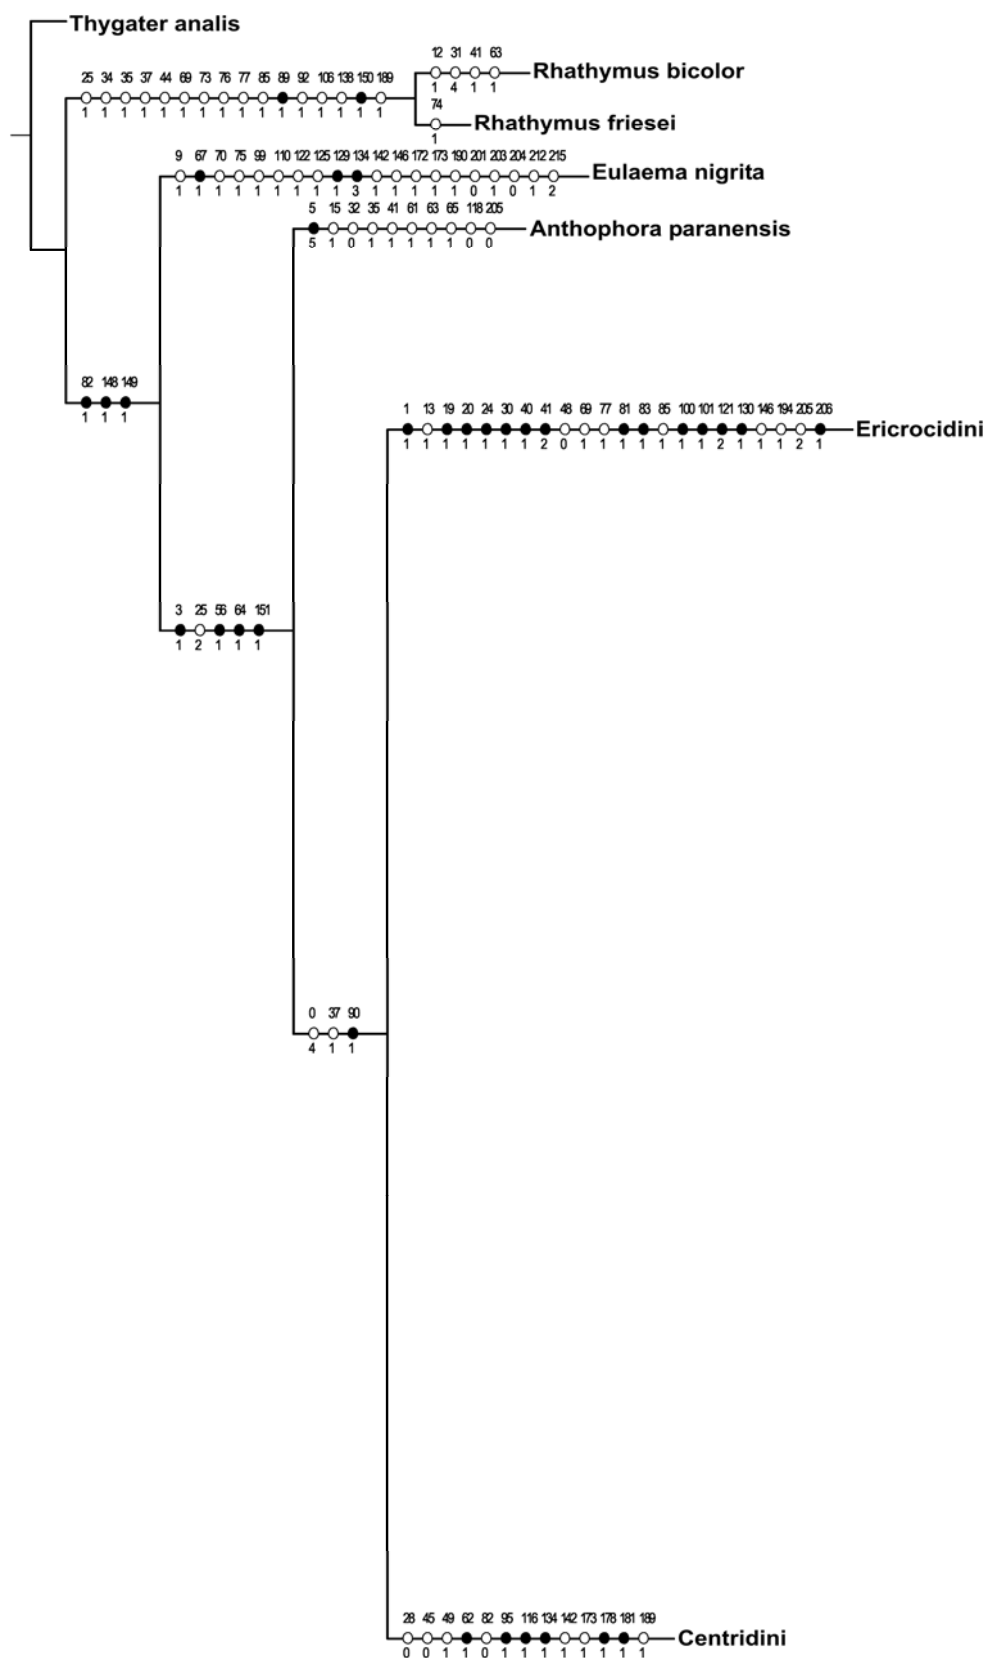 Thygater analis
12 31 41 63
Rhathymus bicolor
1 4 1 1
25 34 35 37 44 69 73 76 77 85 89 92 106 138 150 189
1 1 1 1 1 1 1 1 1 1 1 1 1 1 1 1
74
Rhathymus friesei
1
9 67 70 75 99 110 122 125 129 134 142 146 172 173 190 201 203 204 212 215
Eulaema nigrita
1 1 1 1 1 1 1 1 1 3 1 1 1 1 1 0 1 0 1 2
5 15 32 35 41 61 63 65 118 205
Anthophora paranensis
5 1 0 1 1 1 1 1 0 0
82 148 149
1 1 1
1 13 19 20 24 30 40 41 48 69 77 81 83 85 100 101 121 130 146 194 205 206
Ericrocidini
1 1 1 1 1 1 1 2 0 1 1 1 1 1 1 1 2 1 1 1 2 1
3 25 56 64 151
1 2 1 1 1
0 37 90
4 1 1
28 45 49 62 82 95 116 134 142 173 178 181 189
Centridini
0 0 1 1 0 1 1 1 1 1 1 1 1